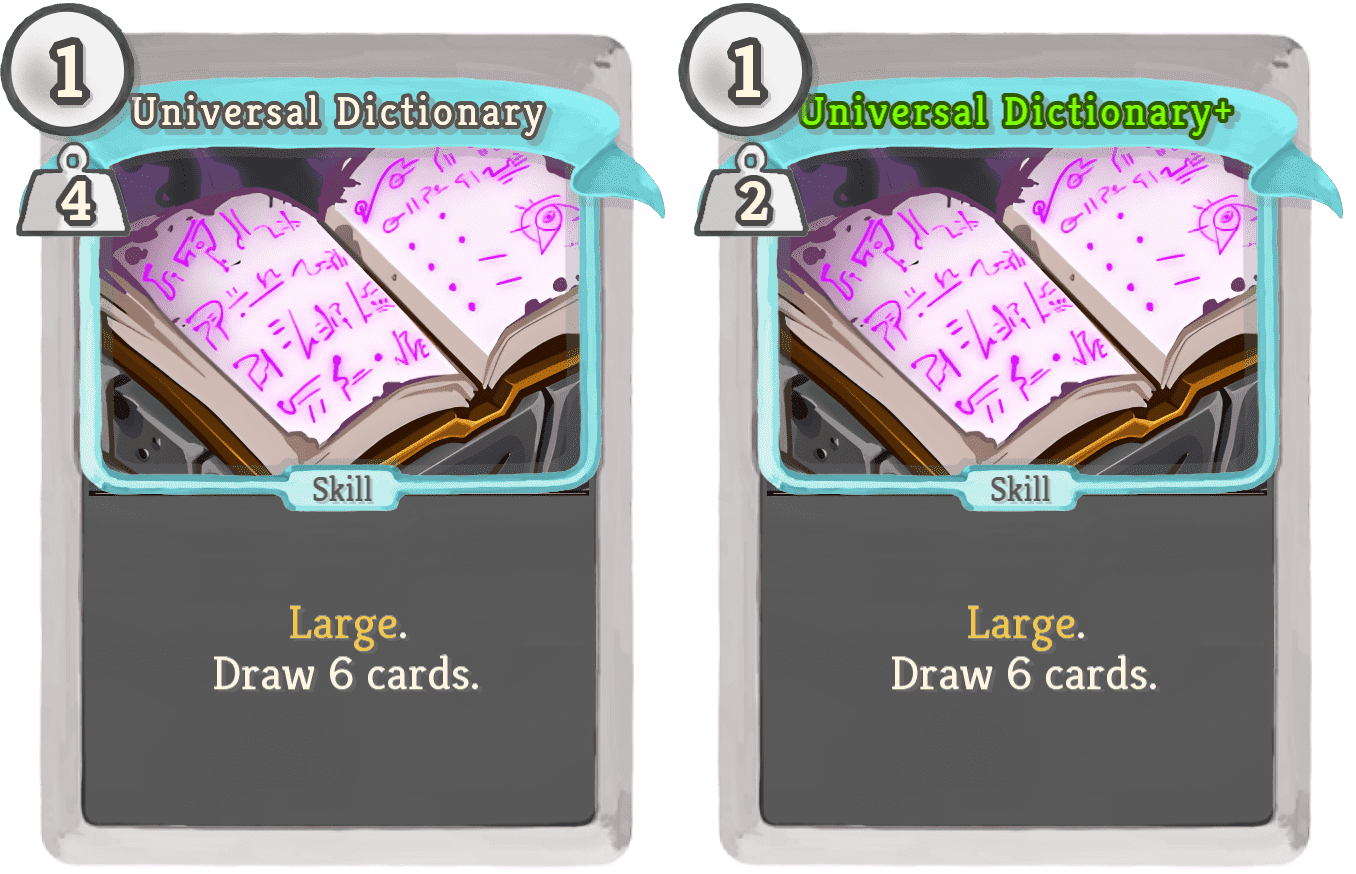 1
Universal Dictionary
4
Skill
Large.
Draw 6 cards.
1
Universal Dictionary+
2
Skill
Large.
Draw 6 cards.